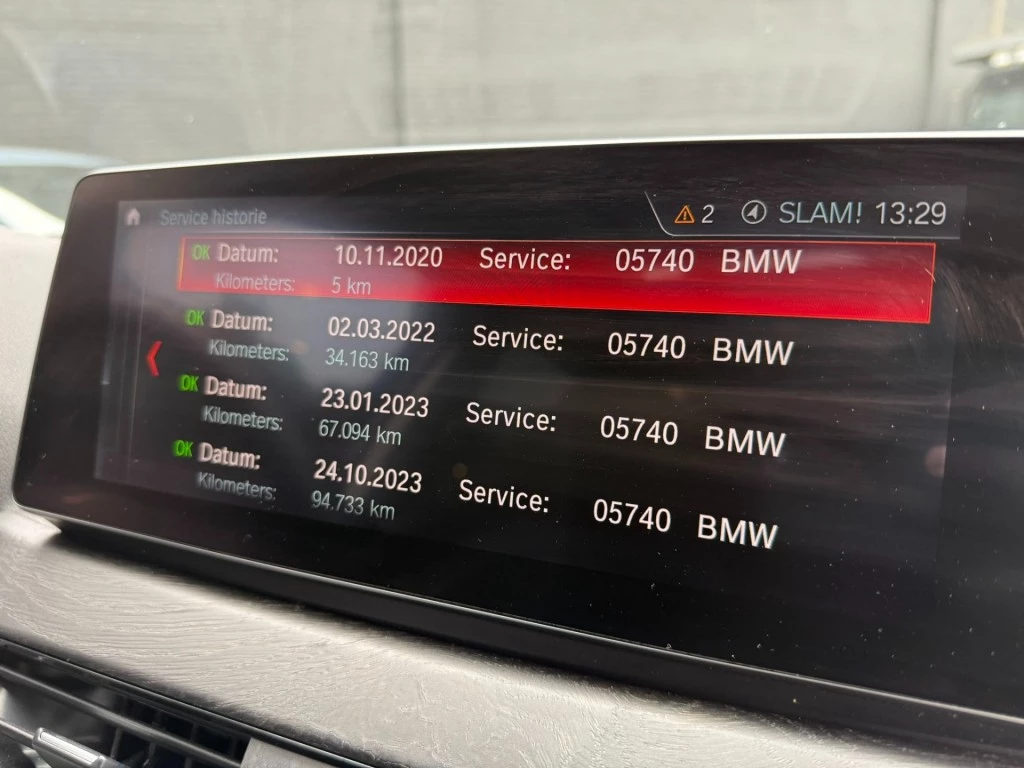 Service historie
2 SLAM! 13:29
OK Datum: 10.11.2020 Service: 05740 BMW
Kilometers: 5 km
OK Datum: 02.03.2022 Service: 05740 BMW
Kilometers: 34.163 km
OK Datum: 23.01.2023 Service: 05740 BMW
Kilometers: 67.094 km
OK Datum: 24.10.2023 Service: 05740 BMW
Kilometers: 94.733 km